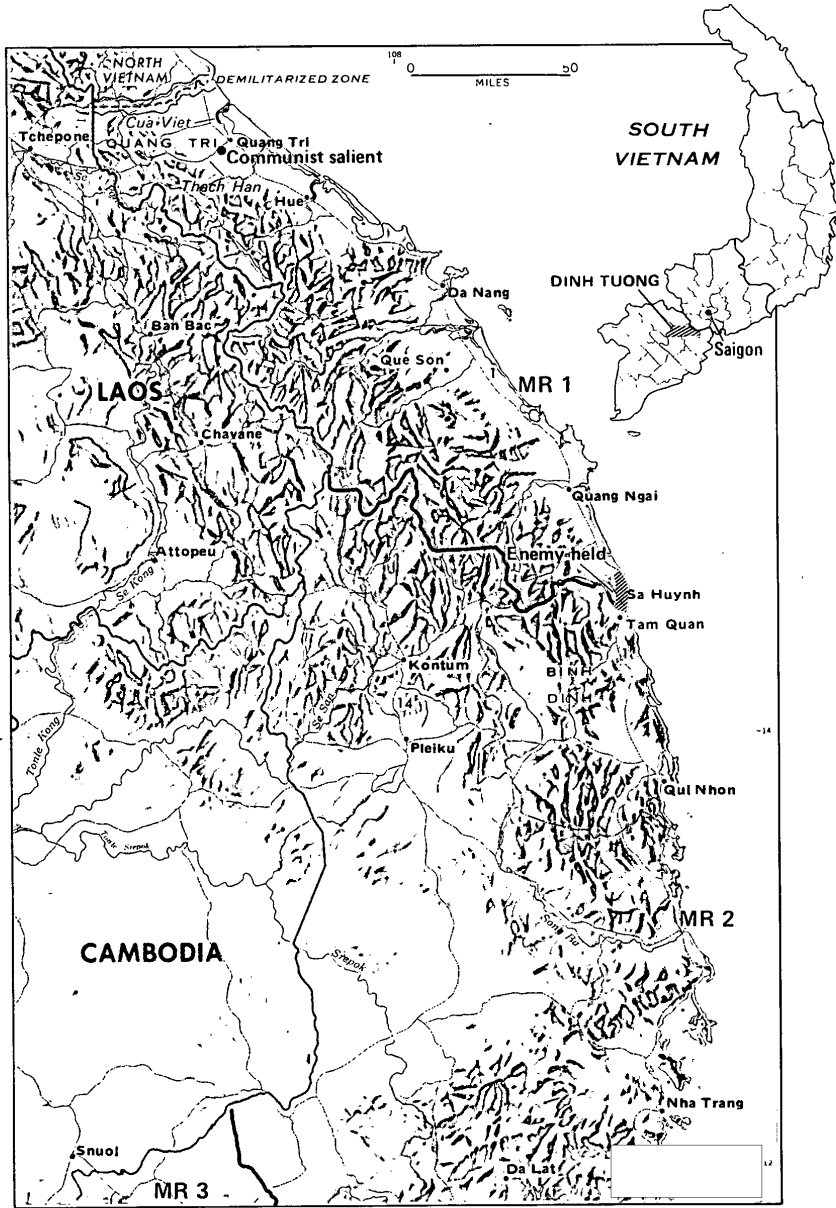 NORTH
VIETNAM
108
0 50
MILES
DEMILITARIZED ZONE
Cua Viet
Tchepone
QUANG TRI
Quang Tri
Communist salient
Se
Thach Han
Hue
SOUTH
VIETNAM
DINH TUONG
Saigon
Da Nang
Ban Bac
Que Son
LAOS
MR 1
Chavane
Quang Ngai
Attopeu
Enemy-held
Se Kong
Sa Huynh
Tam Quan
Kontum
BINH
DINH
Se San
14
Tonle Kong
Pleiku
14
Qui Nhon
Tonle Srepok
MR 2
Song Ba
CAMBODIA
Srepok
Nha Trang
Snuol
Da Lat
12
MR 3